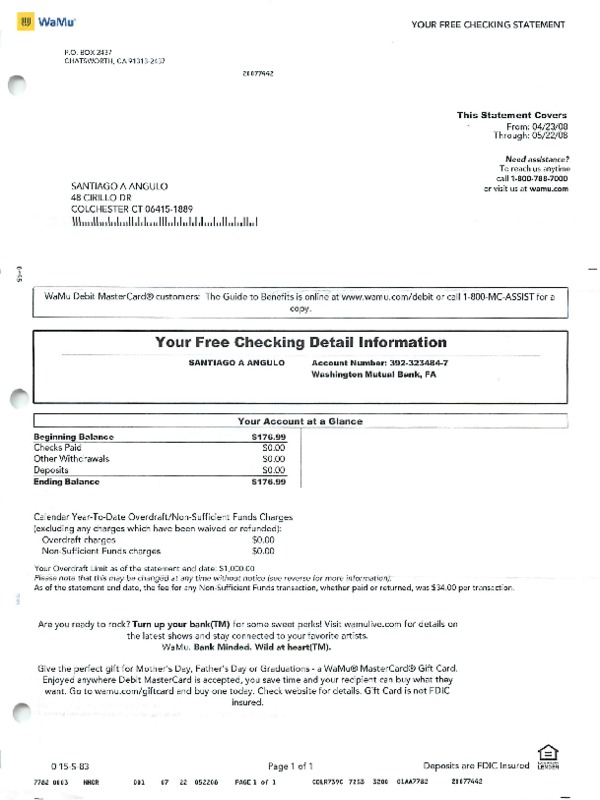 WaMu
YOUR FREE CHECKING STATEMENT
P.O. BOX 2437
CHATSWORTH, CA 91313-2437
20077442
This Statement Covers
From: 04/23/08
Through: 05/22/08
Need assistance?
To reach us anytime
call 1-800-788-7000
or visit us at wamu.com
SANTIAGO A ANGULO
48 CIRILLO DR
COLCHESTER CT 06415-1889
WaMu Debit MasterCard® customers: The Guide to Benefits is online at www.wamu.com/debit or call 1-800-MC-ASSIST for a
copy.
Your Free Checking Detail Information
SANTIAGO A ANGULO Account Number: 392-323484-7
Washington Mutual Bank, FA
Your Account at a Glance
Beginning Balance $176.99
Checks Paid $0.00
Other Withdrawals $0.00
Deposits $0.00
Ending Balance $176.99
Calendar Year-To-Date Overdraft/Non-Sufficient Funds Charges
(excluding any charges which have been waived or refunded):
Overdraft charges $0.00
Non-Sufficient Funds charges $0.00
Your Overdraft Limit as of the statement end date: $1,000.00
Please note that this may be changed at any time without notice (see reverse for more information).
As of the statement end date, the fee for any Non-Sufficient Funds transaction, whether paid or returned, was $34.00 per transaction.
Are you ready to rock? Turn up your bank(TM) for some sweet perks! Visit wamulive.com for details on
the latest shows and stay connected to your favorite artists.
WaMu. Bank Minded. Wild at heart(TM).
Give the perfect gift for Mother's Day, Father's Day or Graduations - a WaMu® MasterCard® Gift Card.
Enjoyed anywhere Debit MasterCard is accepted, you save time and your recipient can buy what they
want. Go to wamu.com/giftcard and buy one today. Check website for details. Gift Card is not FDIC
insured.
0 15-S-83 Page 1 of 1 Deposits are FDIC Insured
LENDER
7782 0003 001 07 22 052208 PAGE 1 of 1 7253 3200 01AA7782 20077442